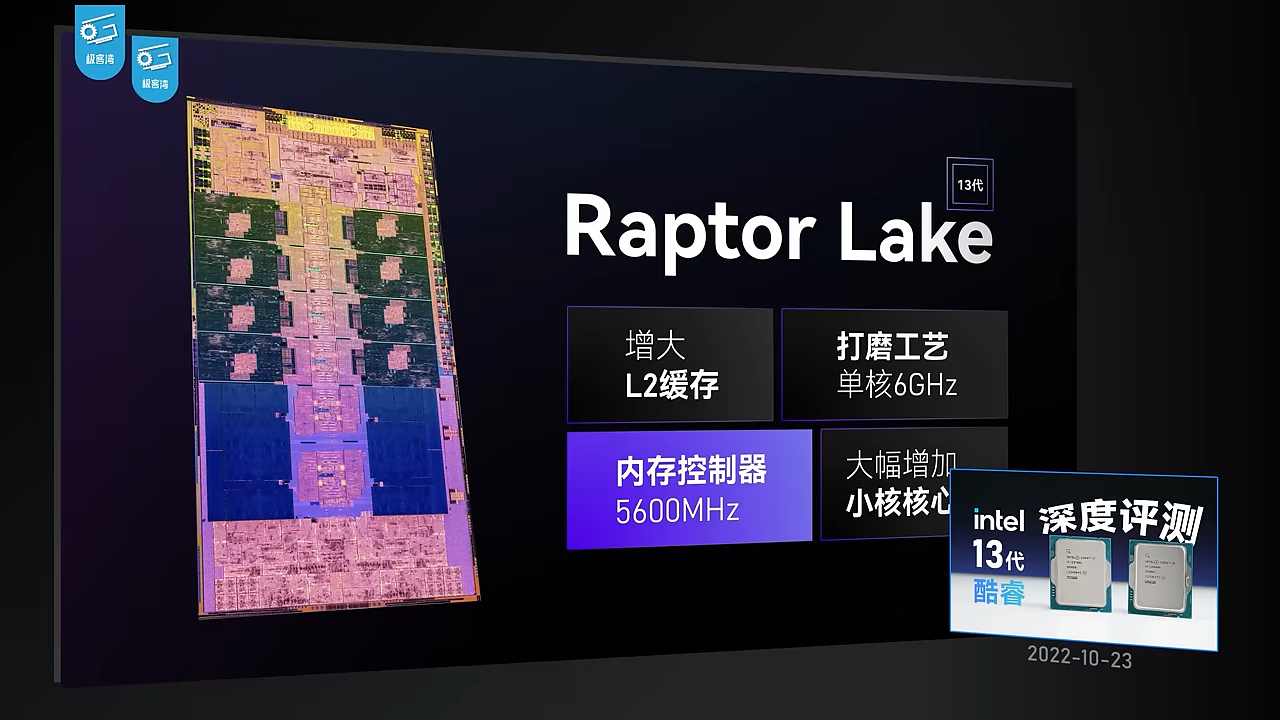 极客湾
极客湾
13代
Raptor Lake
增大
L2缓存
打磨工艺
单核6GHz
内存控制器
5600MHz
大幅增加
小核核心
intel 深度评测
13代
酷睿
2022-10-23